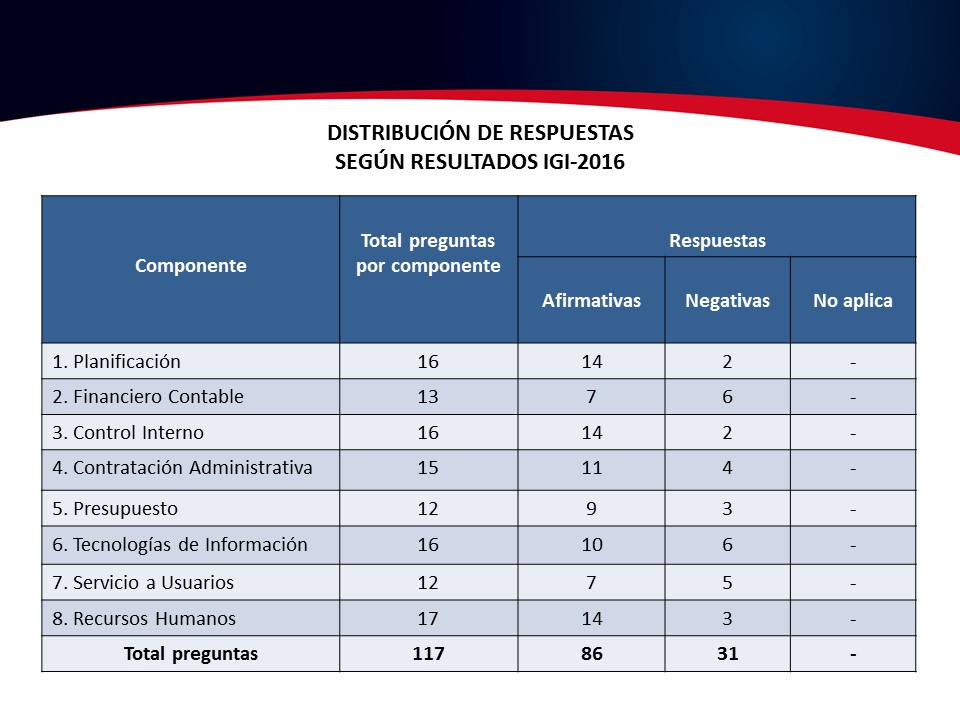 DISTRIBUCIÓN DE RESPUESTAS
SEGÚN RESULTADOS IGI-2016
Componente
Total preguntas
por componente
Respuestas
Afirmativas Negativas No aplica
1. Planificación 16 14 2 -
2. Financiero Contable 13 7 6 -
3. Control Interno 16 14 2 -
4. Contratación Administrativa 15 11 4 -
5. Presupuesto 12 9 3 -
6. Tecnologías de Información 16 10 6 -
7. Servicio a Usuarios 12 7 5 -
8. Recursos Humanos 17 14 3 -
Total preguntas 117 86 31 -